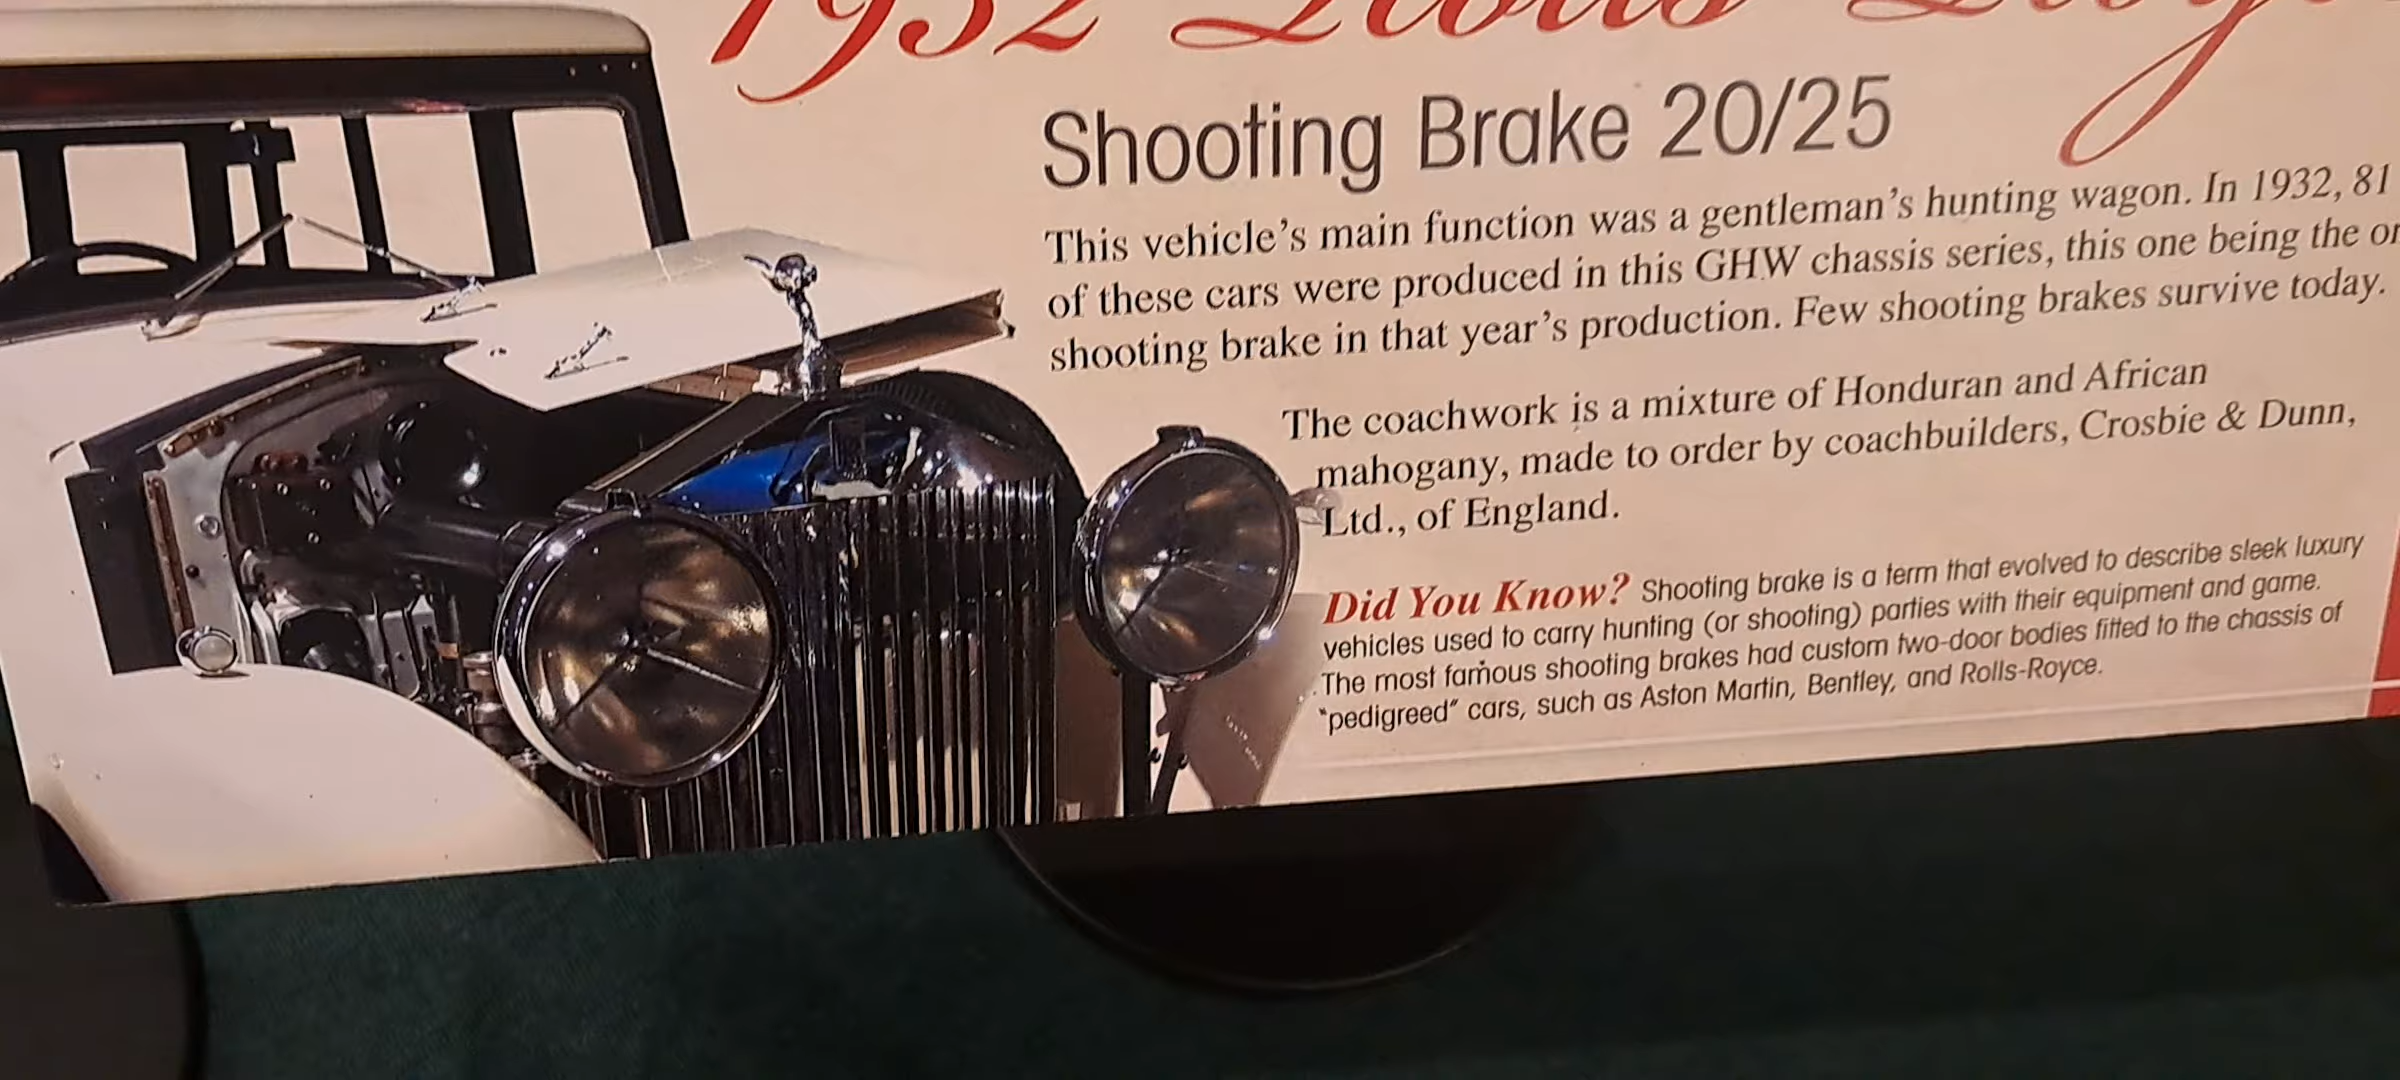 1932 Rolls Roy
Shooting Brake 20/25
This vehicle's main function was a gentleman's hunting wagon. In 1932, 81
of these cars were produced in this GHW chassis series, this one being the
shooting brake in that year's production. Few shooting brakes survive today.
The coachwork is a mixture of Honduran and African
mahogany, made to order by coachbuilders, Crosbie & Dunn,
Ltd., of England.
Did You Know? Shooting brake is a term that evolved to describe sleek luxury
vehicles used to carry hunting (or shooting) parties with their equipment and game.
The most famous shooting brakes had custom two-door bodies fitted to the chassis of
"pedigreed" cars, such as Aston Martin, Bentley, and Rolls-Royce.